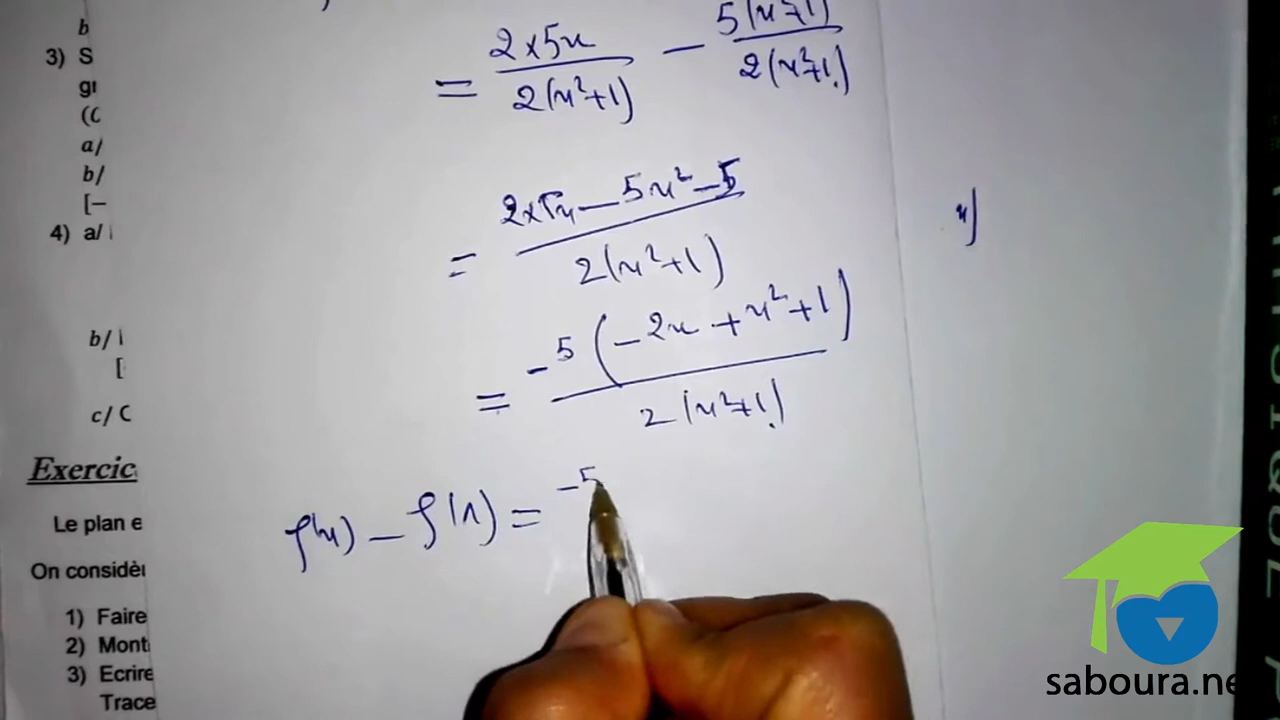 b
3) S
gr
(C
a/
b/
[–
4) a/
b/
[
c/ C
Exercic
Le plan e
On considèr
1) Faire
2) Mont
3) Ecrire
Trace
= 2×5x / 2(x²+1) – 5(x²+1) / 2(x²+1)
= 2×5x – 5x² – 5 / 2(x²+1)
= -5(-2x + x² + 1) / 2(x²+1)
f(x) – f(1) = -5
saboura.ne